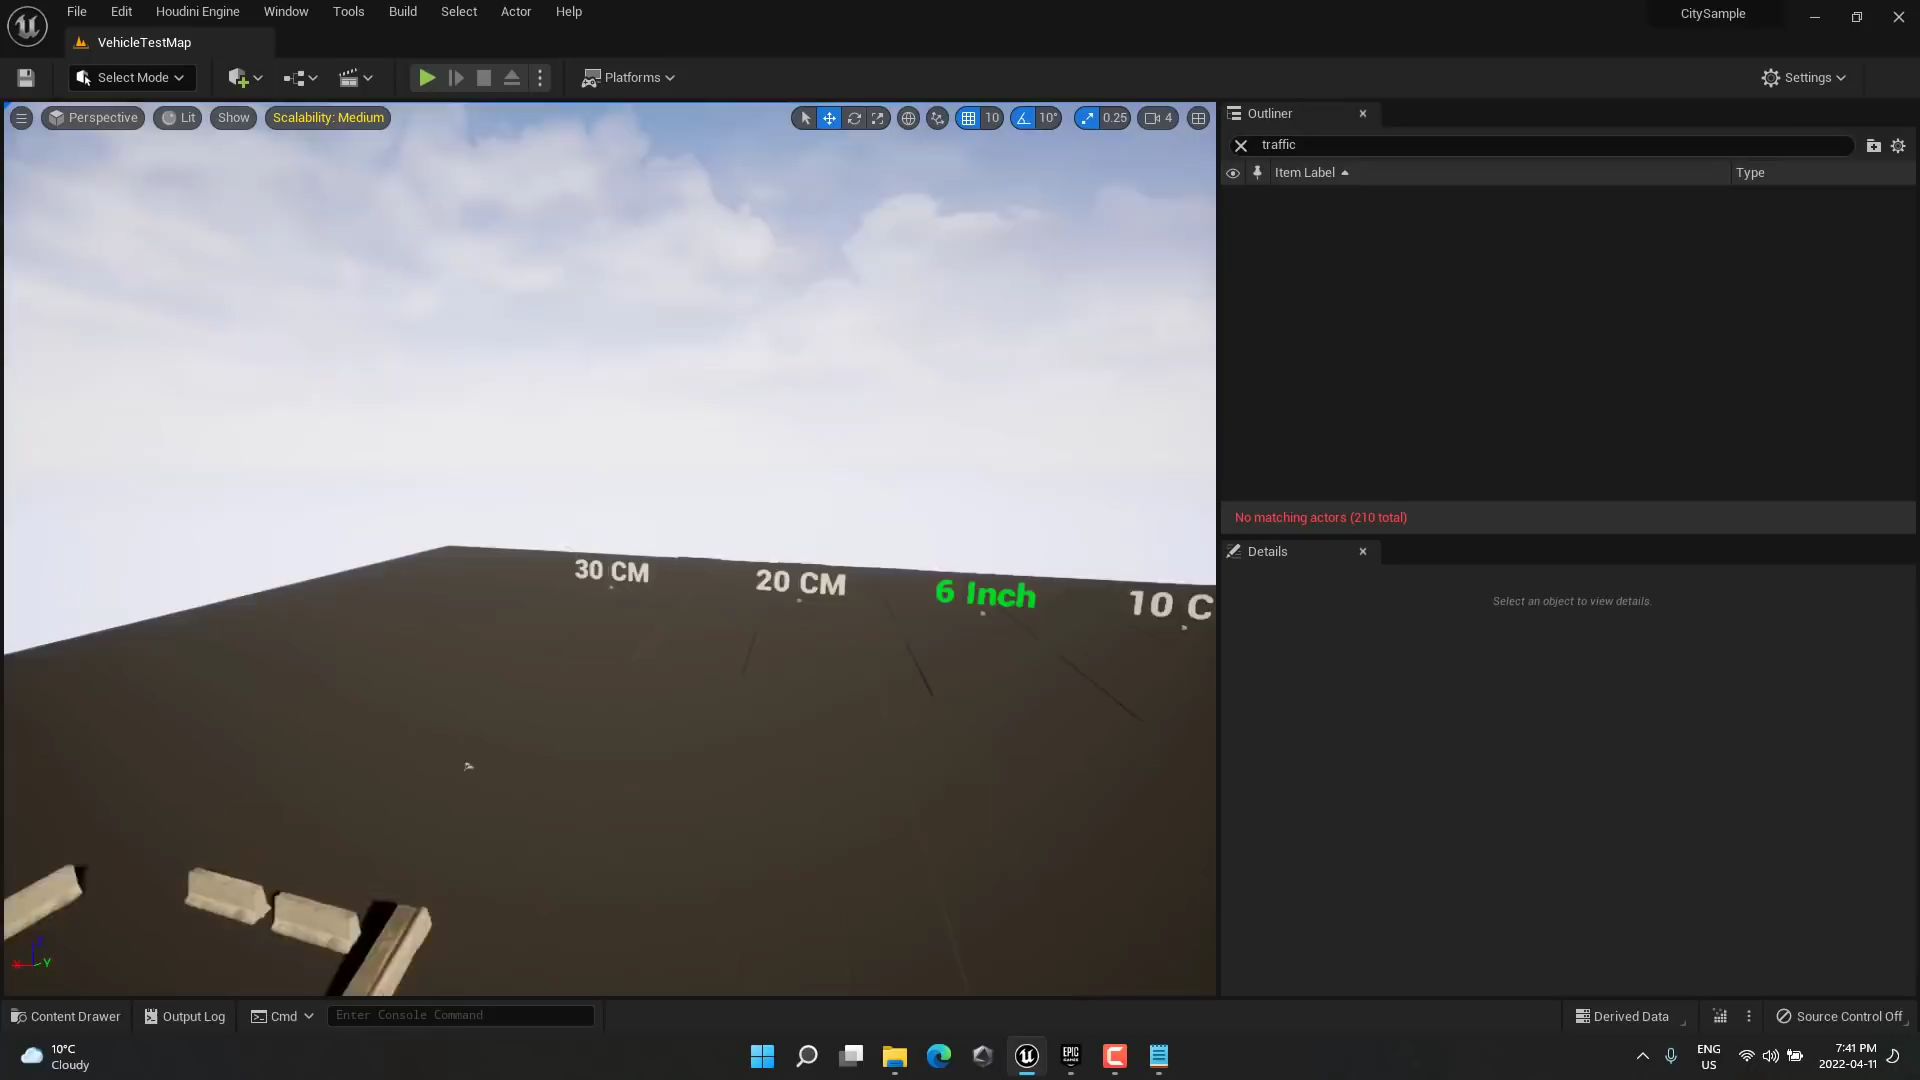 File Edit Houdini Engine Window Tools Build Select Actor Help
CitySample
VehicleTestMap
Select Mode
Platforms
Settings
Perspective
Lit
Show
Scalability: Medium
10
10°
0.25
4
Outliner
traffic
Item Label
Type
No matching actors (210 total)
Details
Select an object to view details.
30 CM
20 CM
6 Inch
10 C
Y
Content Drawer
Output Log
Cmd
Enter Console Command
Derived Data
Source Control Off
10°C
Cloudy
EPIC
GAMES
ENG
US
7:41 PM
2022-04-11